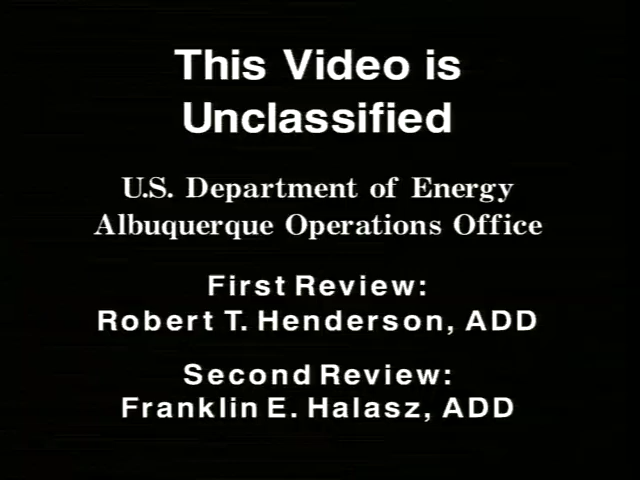 This Video is
Unclassified
U.S. Department of Energy
Albuquerque Operations Office
First Review:
Robert T. Henderson, ADD
Second Review:
Franklin E. Halasz, ADD